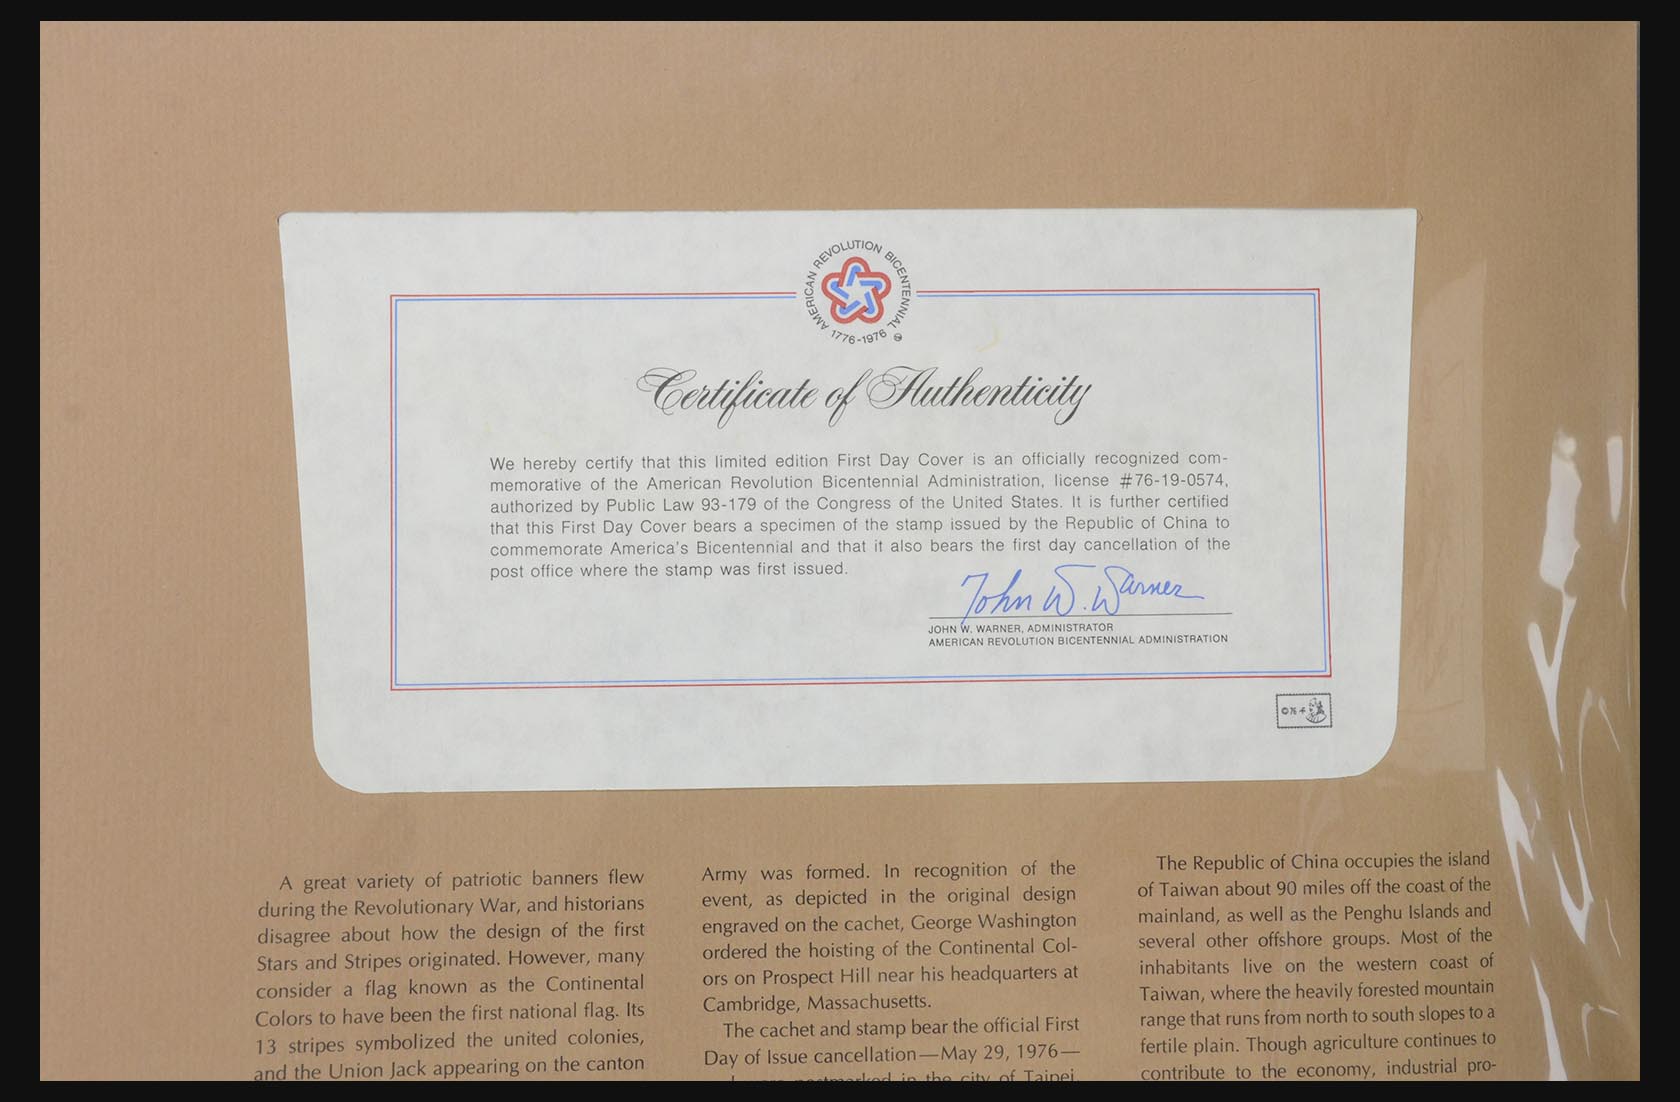 AMERICAN REVOLUTION BICENTENNIAL
1776-1976
Certificate of Authenticity
We hereby certify that this limited edition First Day Cover is an officially recognized com-
memorative of the American Revolution Bicentennial Administration, license #76-19-0574,
authorized by Public Law 93-179 of the Congress of the United States. It is further certified
that this First Day Cover bears a specimen of the stamp issued by the Republic of China to
commemorate America's Bicentennial and that it also bears the first day cancellation of the
post office where the stamp was first issued.
John W. Warner
JOHN W. WARNER, ADMINISTRATOR
AMERICAN REVOLUTION BICENTENNIAL ADMINISTRATION
A great variety of patriotic banners flew
during the Revolutionary War, and historians
disagree about how the design of the first
Stars and Stripes originated. However, many
consider a flag known as the Continental
Colors to have been the first national flag. Its
13 stripes symbolized the united colonies,
and the Union Jack appearing on the canton
Army was formed. In recognition of the
event, as depicted in the original design
engraved on the cachet, George Washington
ordered the hoisting of the Continental Col-
ors on Prospect Hill near his headquarters at
Cambridge, Massachusetts.
The cachet and stamp bear the official First
Day of Issue cancellation—May 29, 1976—
postmarked in the city of Taipei,
The Republic of China occupies the island
of Taiwan about 90 miles off the coast of the
mainland, as well as the Penghu Islands and
several other offshore groups. Most of the
inhabitants live on the western coast of
Taiwan, where the heavily forested mountain
range that runs from north to south slopes to a
fertile plain. Though agriculture continues to
contribute to the economy, industrial pro-